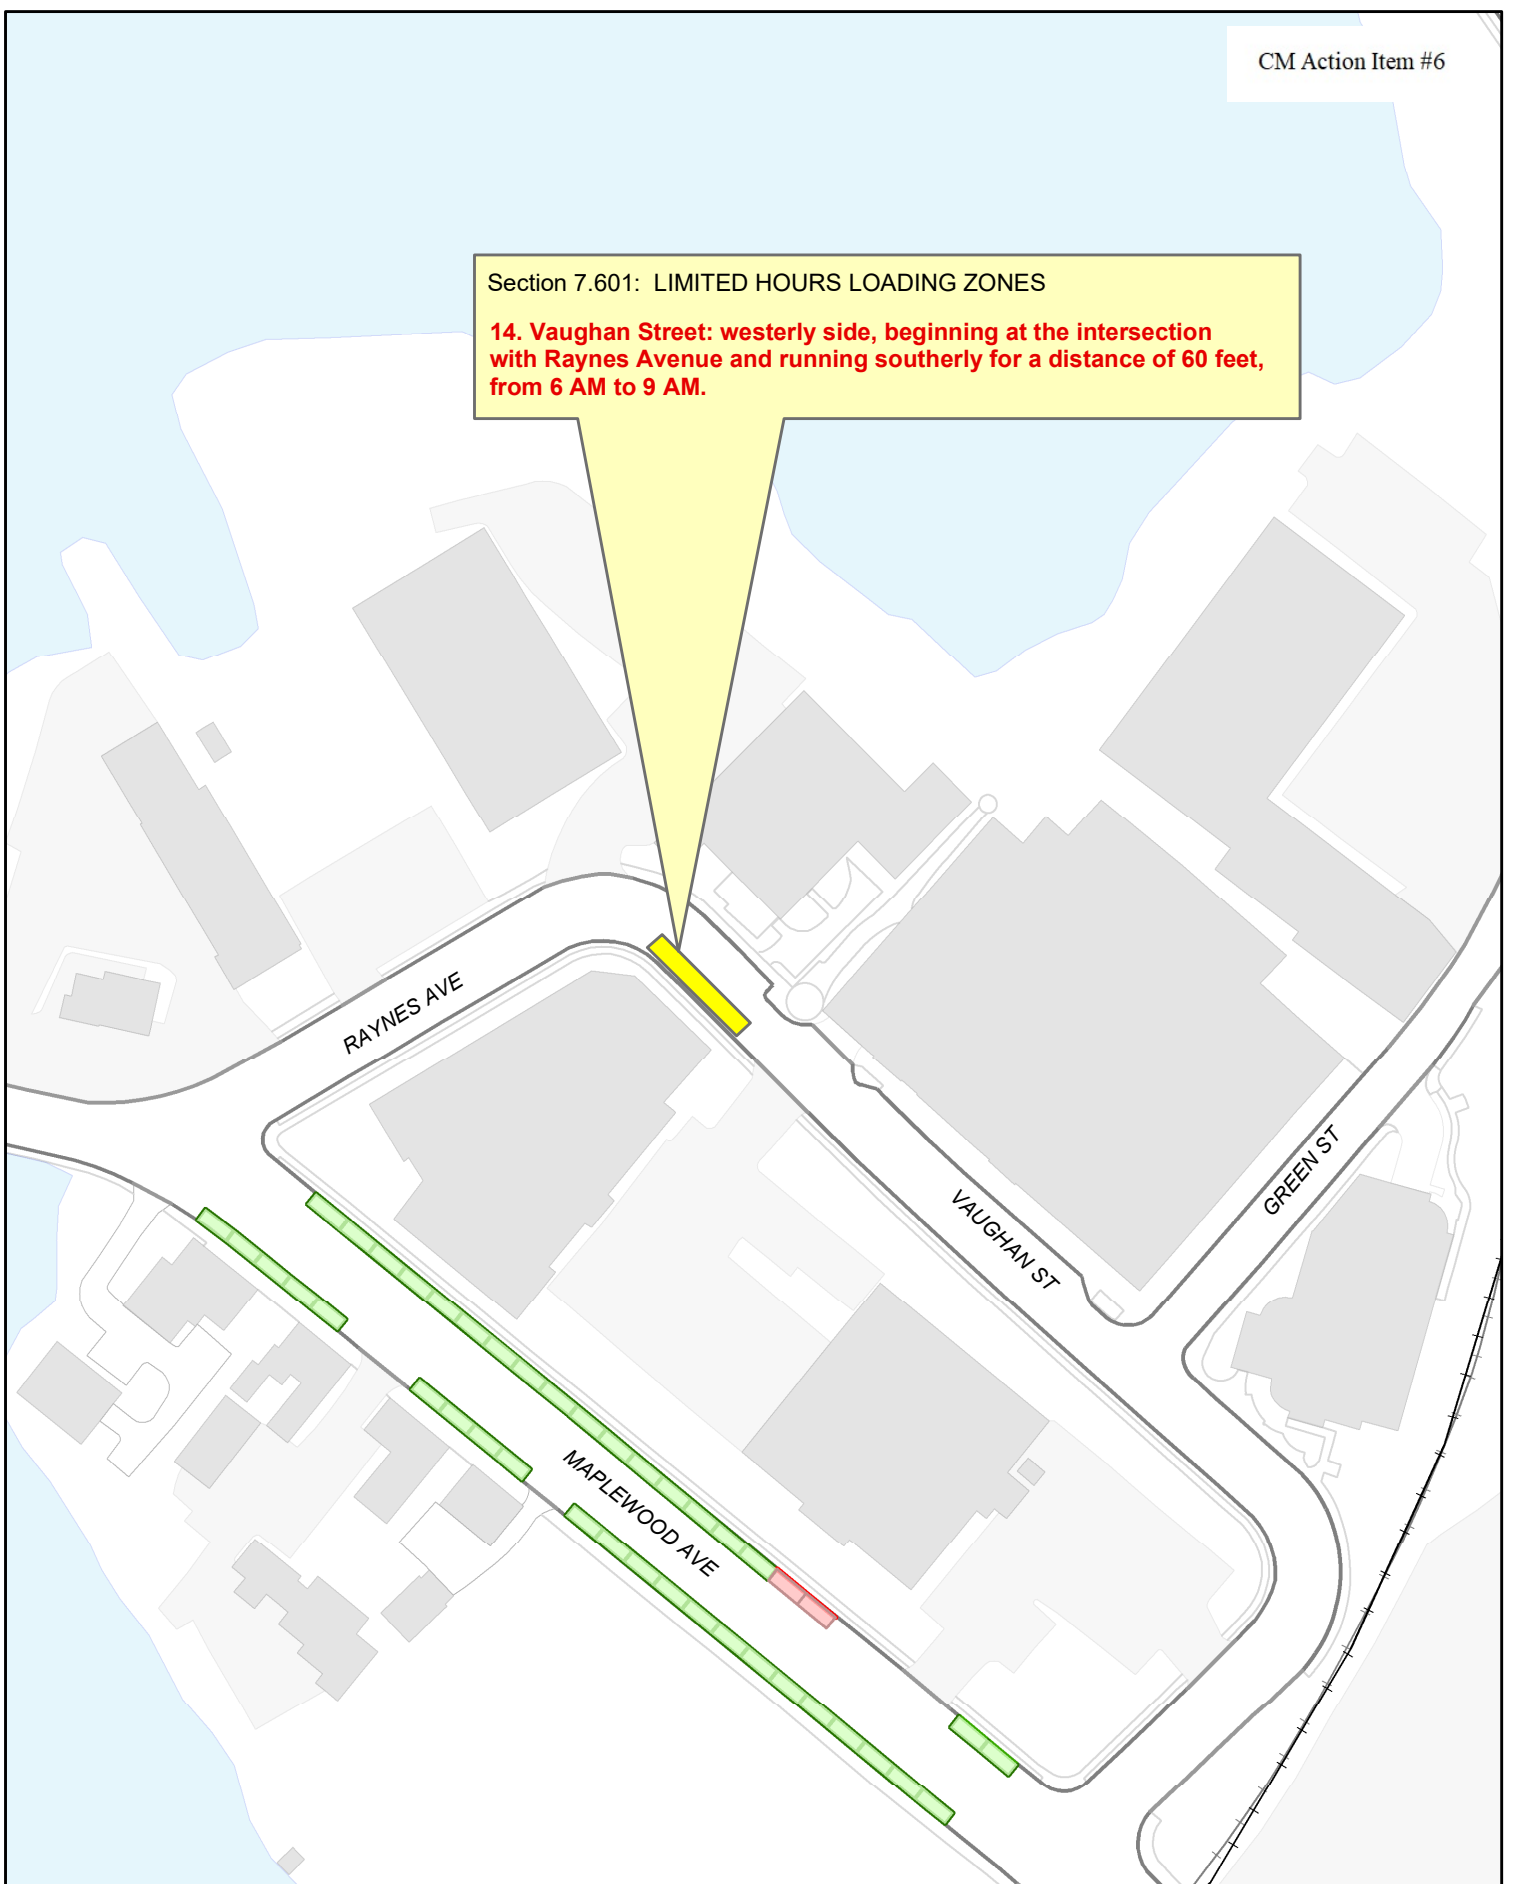 CM Action Item #6
Section 7.601:  LIMITED HOURS LOADING ZONES
14. Vaughan Street: westerly side, beginning at the intersection
with Raynes Avenue and running southerly for a distance of 60 feet,
from 6 AM to 9 AM.
RAYNES AVE
GREEN ST
VAUGHAN ST
MAPLEWOOD AVE